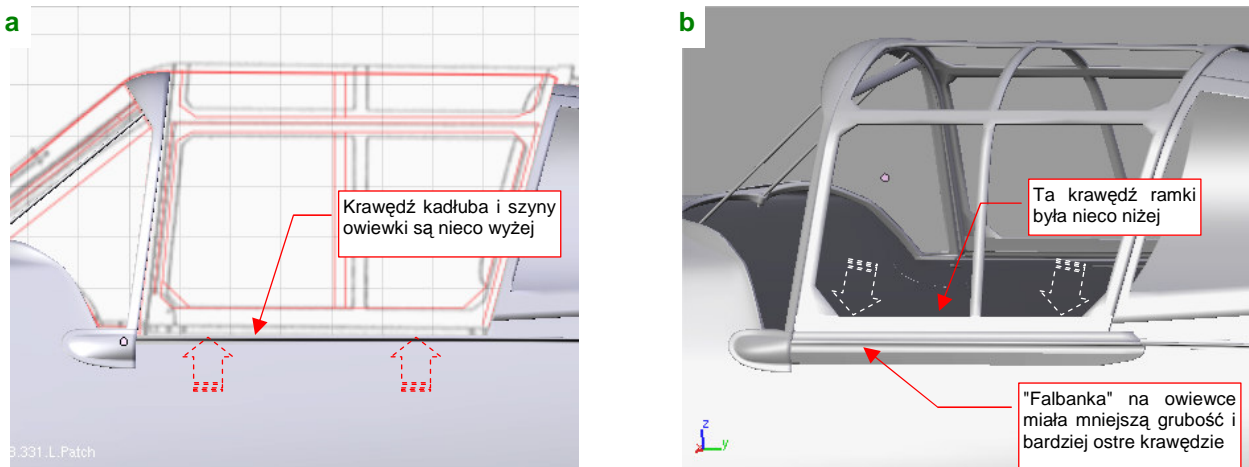 a
b
Krawędź kadłuba i szyny
owiewki są nieco wyżej
Ta krawędź ramki
była nieco niżej
"Falbanka" na owiewce
miała mniejszą grubość i
bardziej ostre krawędzie
3.331.L.Patch
z
y